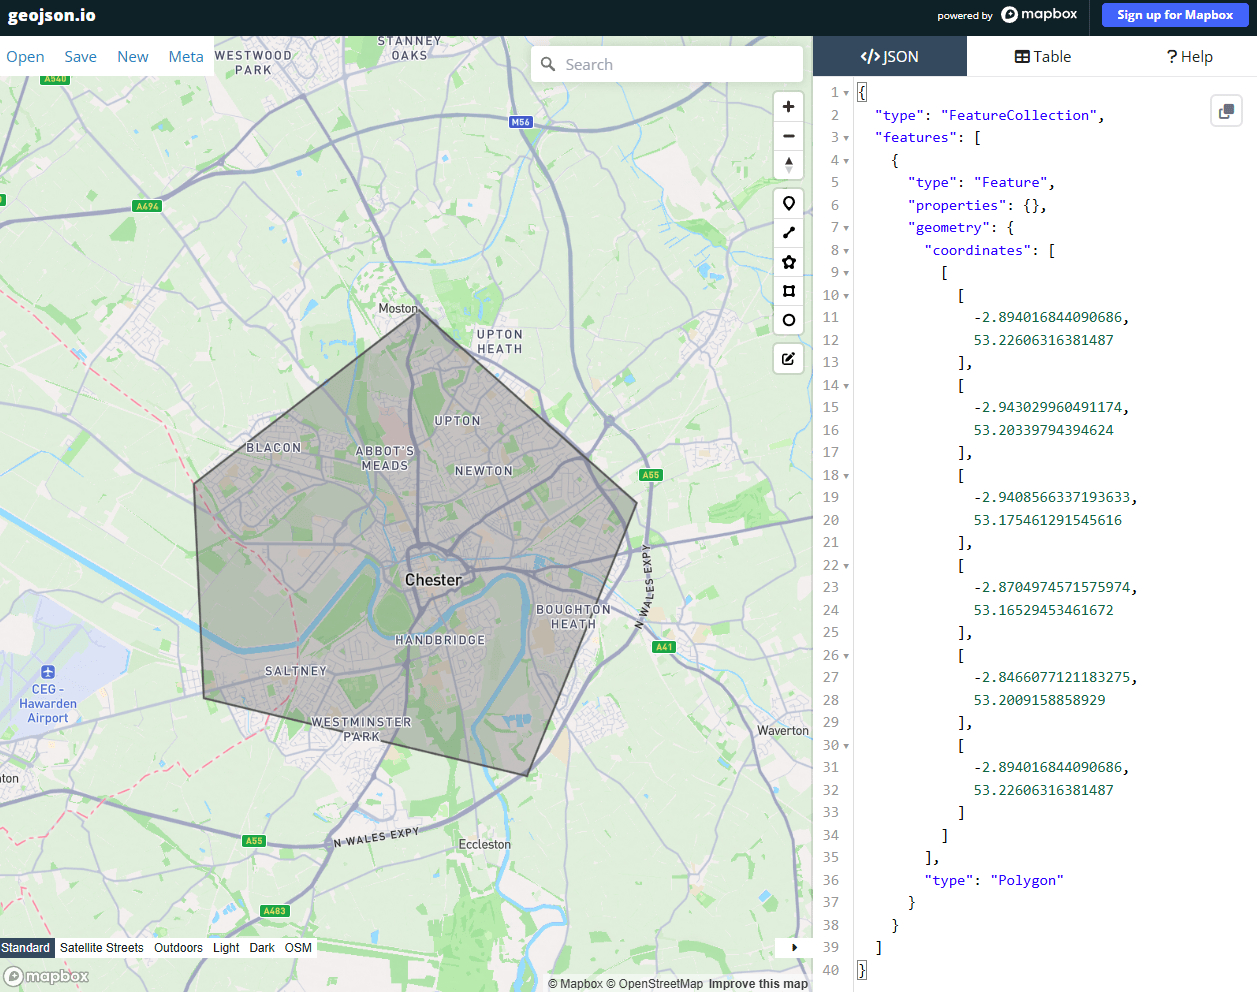 geojson.io
powered by mapbox
Sign up for Mapbox
Open Save New Meta
Search
</>JSON
Table
? Help
WESTWOOD
PARK
STANNEY
OAKS
A540
M56
A494
Moston
UPTON
HEATH
UPTON
BLACON
ABBOT'S
MEADS
NEWTON
A55
Chester
N WALES EXPY
BOUGHTON
HEATH
HANDBRIDGE
A41
SALTNEY
CEG -
Hawarden
Airport
WESTMINSTER
PARK
Waverton
ton
A55
N WALES EXPY
Eccleston
A483
Standard Satellite Streets Outdoors Light Dark OSM
mapbox
© Mapbox © OpenStreetMap Improve this map
1 {
2 "type": "FeatureCollection",
3 "features": [
4 {
5 "type": "Feature",
6 "properties": {},
7 "geometry": {
8 "coordinates": [
9 [
10 [
11 -2.894016844090686,
12 53.22606316381487
13 ],
14 [
15 -2.943029960491174,
16 53.20339794394624
17 ],
18 [
19 -2.9408566337193633,
20 53.175461291545616
21 ],
22 [
23 -2.8704974571575974,
24 53.16529453461672
25 ],
26 [
27 -2.8466077121183275,
28 53.2009158858929
29 ],
30 [
31 -2.894016844090686,
32 53.22606316381487
33 ]
34 ]
35 ],
36 "type": "Polygon"
37 }
38 }
39 ]
40 }